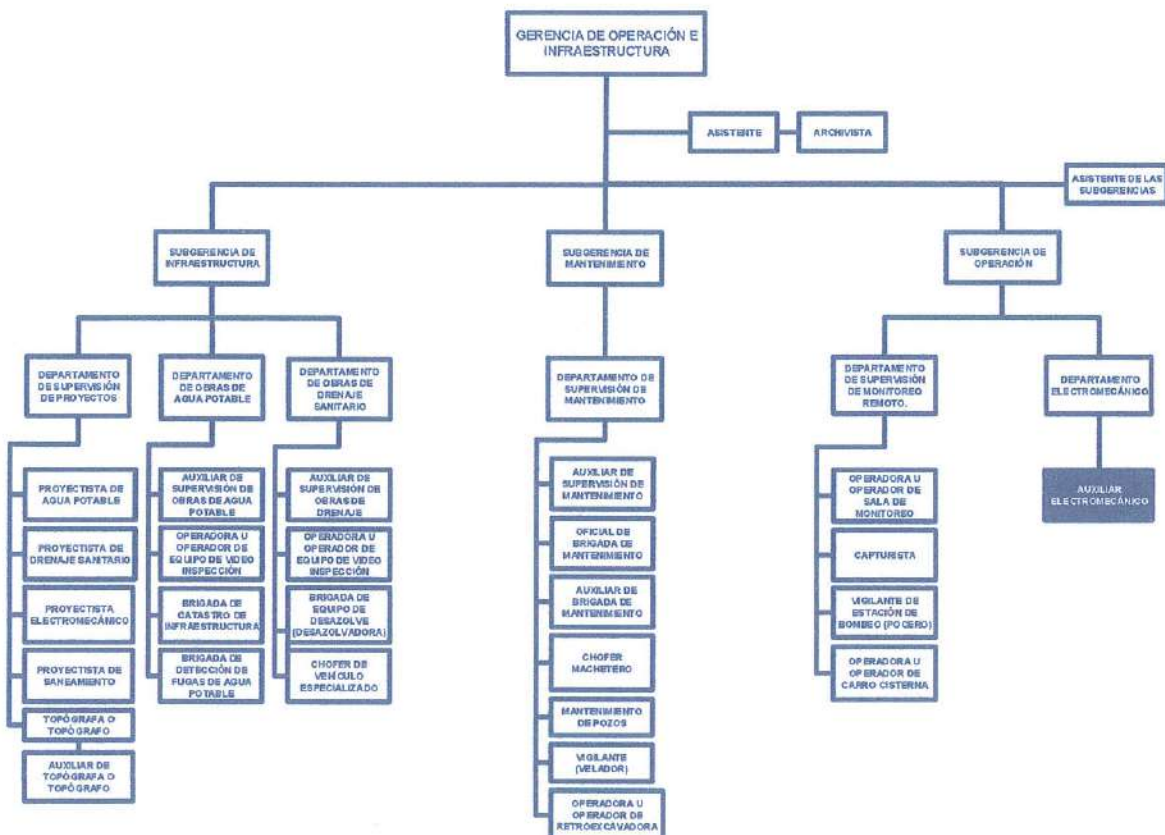 GERENCIA DE OPERACIÓN E
INFRAESTRUCTURA
ASISTENTE
ARCHIVISTA
ASISTENTE DE LAS
SUBGERENCIAS
SUBGERENCIA DE
INFRAESTRUCTURA
SUBGERENCIA DE
MANTENIMIENTO
SUBGERENCIA DE
OPERACIÓN
DEPARTAMENTO
DE SUPERVISIÓN
DE PROYECTOS
DEPARTAMENTO
DE OBRAS DE
AGUA POTABLE
DEPARTAMENTO
DE OBRAS DE
DRENAJE
SANITARIO
DEPARTAMENTO DE
SUPERVISIÓN DE
MANTENIMIENTO
DEPARTAMENTO
DE SUPERVISIÓN
DE MONITOREO
REMOTO.
DEPARTAMENTO
ELECTROMECÁNICO
PROYECTISTA DE
AGUA POTABLE
PROYECTISTA DE
DRENAJE SANITARIO
PROYECTISTA
ELECTROMECÁNICO
PROYECTISTA DE
SANEAMIENTO
TOPÓGRAFA O
TOPÓGRAFO
AUXILIAR DE
TOPÓGRAFA O
TOPÓGRAFO
AUXILIAR DE
SUPERVISIÓN DE
OBRAS DE AGUA
POTABLE
OPERADORA U
OPERADOR DE
EQUIPO DE VIDEO
INSPECCIÓN
BRIGADA DE
CATASTRO DE
INFRAESTRUCTURA
BRIGADA DE
DETECCIÓN DE
FUGAS DE AGUA
POTABLE
AUXILIAR DE
SUPERVISIÓN DE
OBRAS DE
DRENAJE
OPERADORA U
OPERADOR DE
EQUIPO DE VIDEO
INSPECCIÓN
BRIGADA DE
EQUIPO DE
DESAZOLVE
(DESAZOLVADORA)
CHOFER DE
VEHÍCULO
ESPECIALIZADO
AUXILIAR DE
SUPERVISIÓN DE
MANTENIMIENTO
OFICIAL DE
BRIGADA DE
MANTENIMIENTO
AUXILIAR DE
BRIGADA DE
MANTENIMIENTO
CHOFER
MACHETERO
MANTENIMIENTO
DE POZOS
VIGILANTE
(VELADOR)
OPERADORA U
OPERADOR DE
RETROEXCAVADORA
OPERADORA U
OPERADOR DE
SALA DE
MONITOREO
CAPTURISTA
VIGILANTE DE
ESTACIÓN DE
BOMBEO (POCERO)
OPERADORA U
OPERADOR DE
CARRO CISTERNA
AUXILIAR
ELECTROMECÁNICO